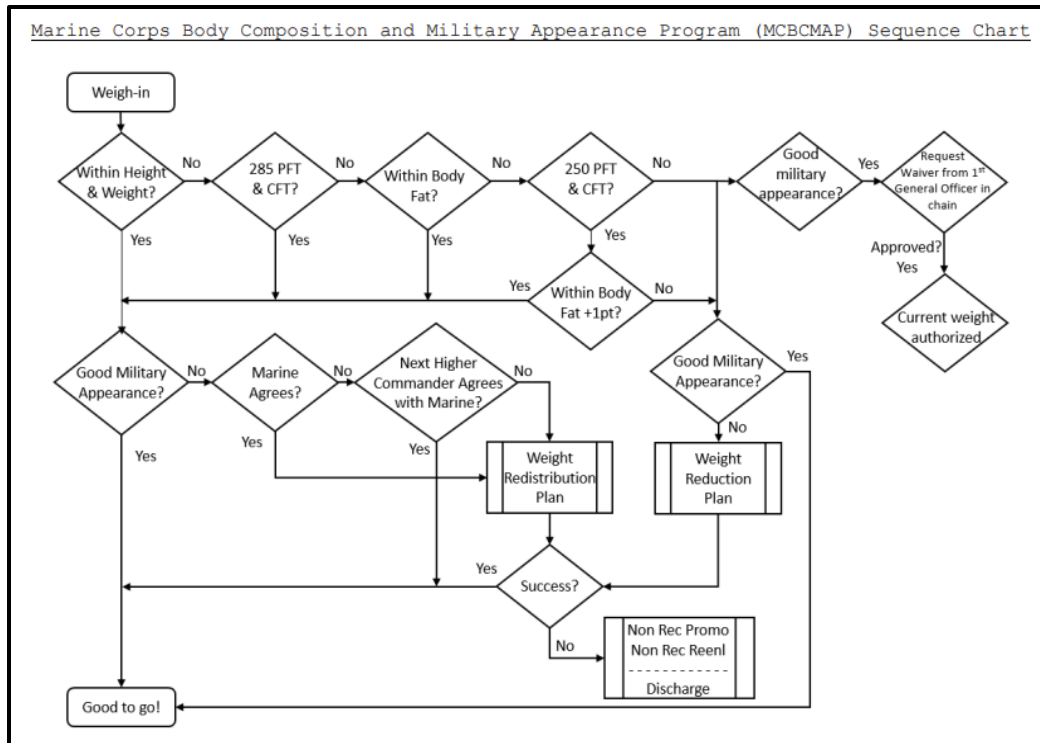 Marine Corps Body Composition and Military Appearance Program (MCBCMAP) Sequence Chart
Weigh-in
Within Height
& Weight?
No
285 PFT
& CFT?
No
Within Body
Fat?
No
250 PFT
& CFT?
No
Good
military
appearance?
Yes
Request
Waiver from 1st
General Officer in
chain
Yes
Yes
Yes
Yes
Approved?
Yes
Yes
Within Body
Fat +1pt?
No
Current weight
authorized
Good Military
Appearance?
No
Marine
Agrees?
No
Next Higher
Commander Agrees
with Marine?
No
Good Military
Appearance?
Yes
Yes
Yes
Yes
No
Weight
Redistribution
Plan
Weight
Reduction
Plan
Yes
Success?
No
Non Rec Promo
Non Rec Reenl
------------
Discharge
Good to go!